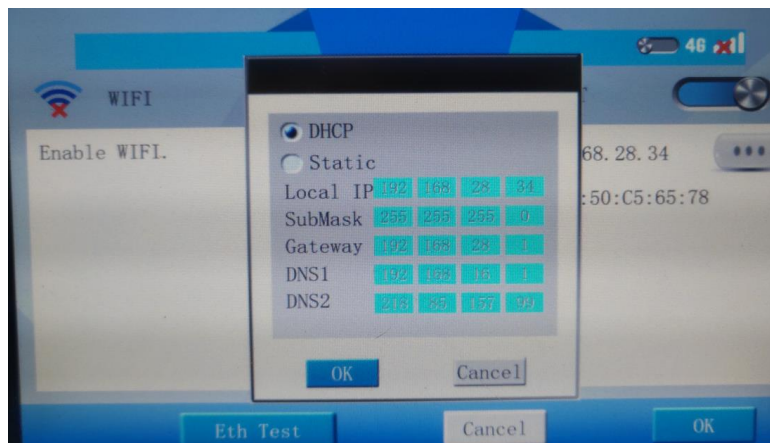 4G
WIFI
Enable WIFI.
68.28.34
:50:C5:65:78
DHCP
Static
Local IP 192 168 28 34
SubMask 255 255 255 0
Gateway 192 168 28 1
DNS1 192 168 16 1
DNS2 218 85 157 99
OK Cancel
Eth Test Cancel OK